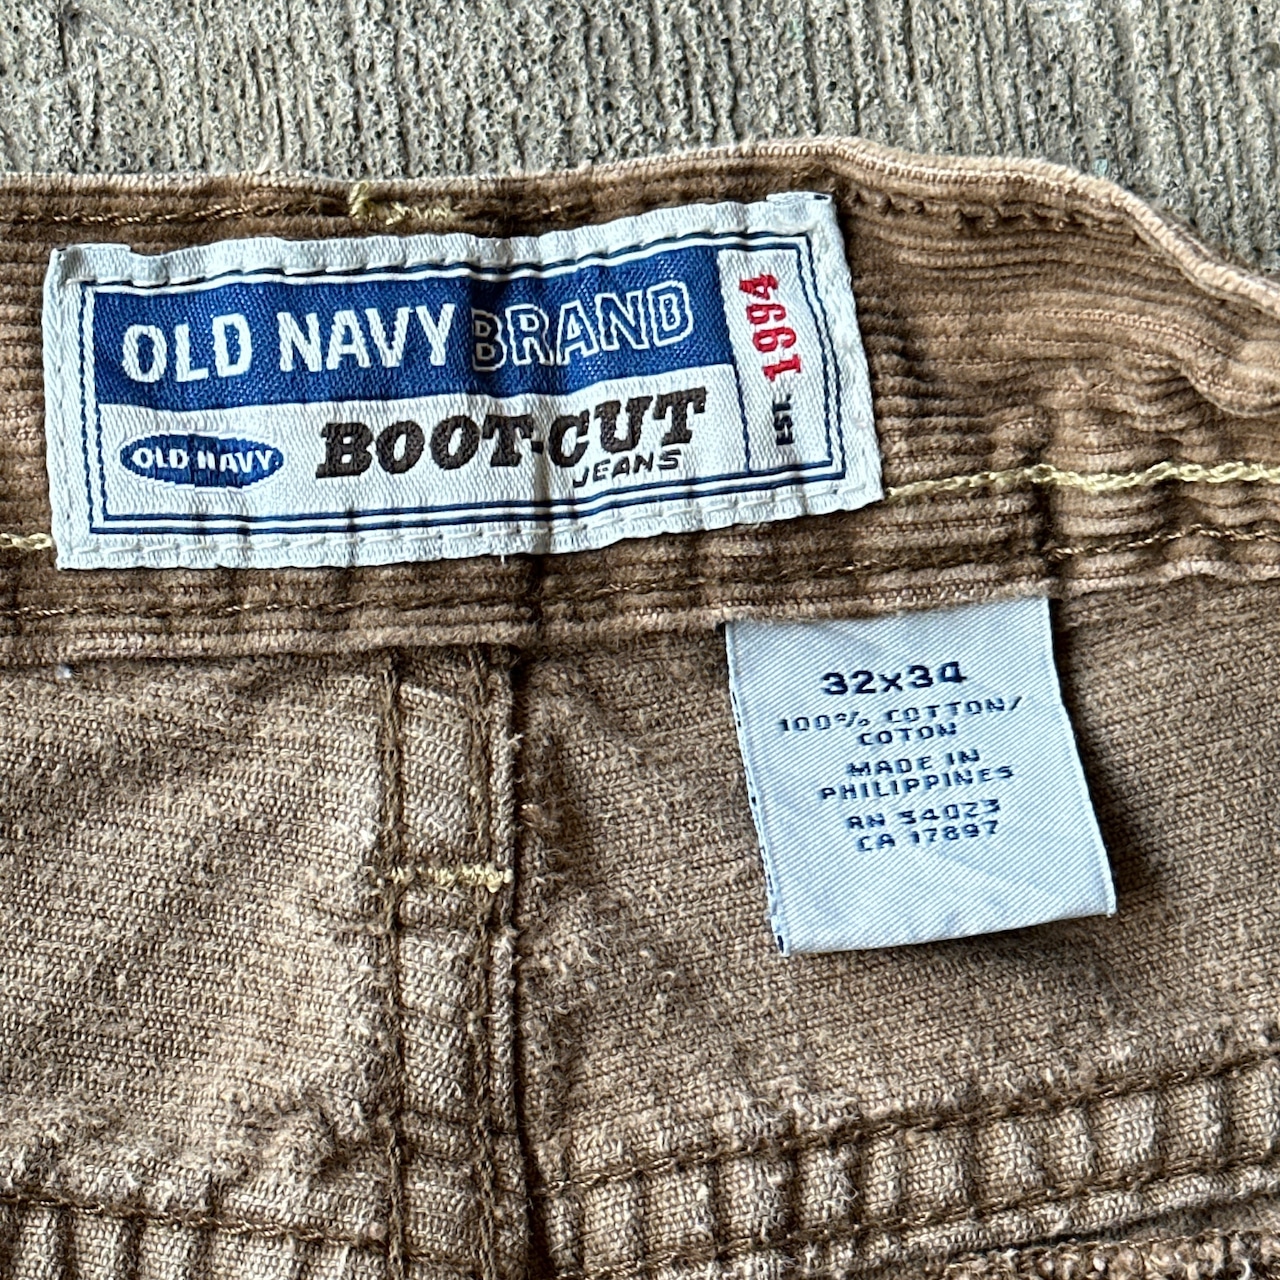 OLD NAVY BRAND
OLD NAVY
BOOT-CUT
JEANS
EST. 1994
32x34
100% COTTON/
COTON
MADE IN
PHILIPPINES
RN 54023
CA 17897